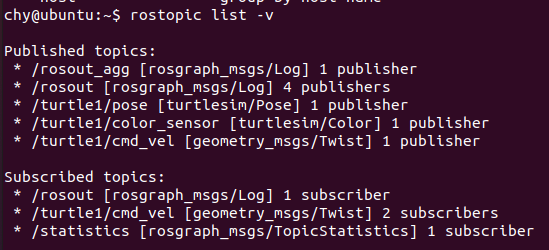 chy@ubuntu:~$ rostopic list -v
Published topics:
* /rosout_agg [rosgraph_msgs/Log] 1 publisher
* /rosout [rosgraph_msgs/Log] 4 publishers
* /turtle1/pose [turtlesim/Pose] 1 publisher
* /turtle1/color_sensor [turtlesim/Color] 1 publisher
* /turtle1/cmd_vel [geometry_msgs/Twist] 1 publisher
Subscribed topics:
* /rosout [rosgraph_msgs/Log] 1 subscriber
* /turtle1/cmd_vel [geometry_msgs/Twist] 2 subscribers
* /statistics [rosgraph_msgs/TopicStatistics] 1 subscriber